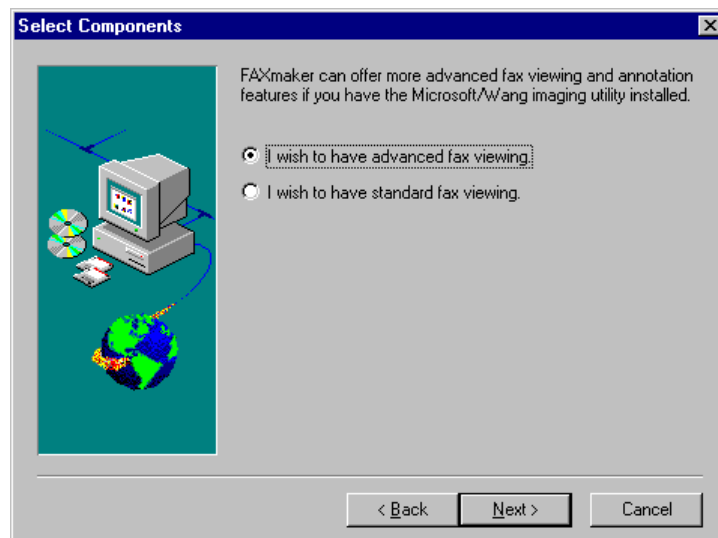 Select Components
FAXmaker can offer more advanced fax viewing and annotation
features if you have the Microsoft/Wang imaging utility installed.
I wish to have advanced fax viewing.
I wish to have standard fax viewing.
< Back
Next >
Cancel